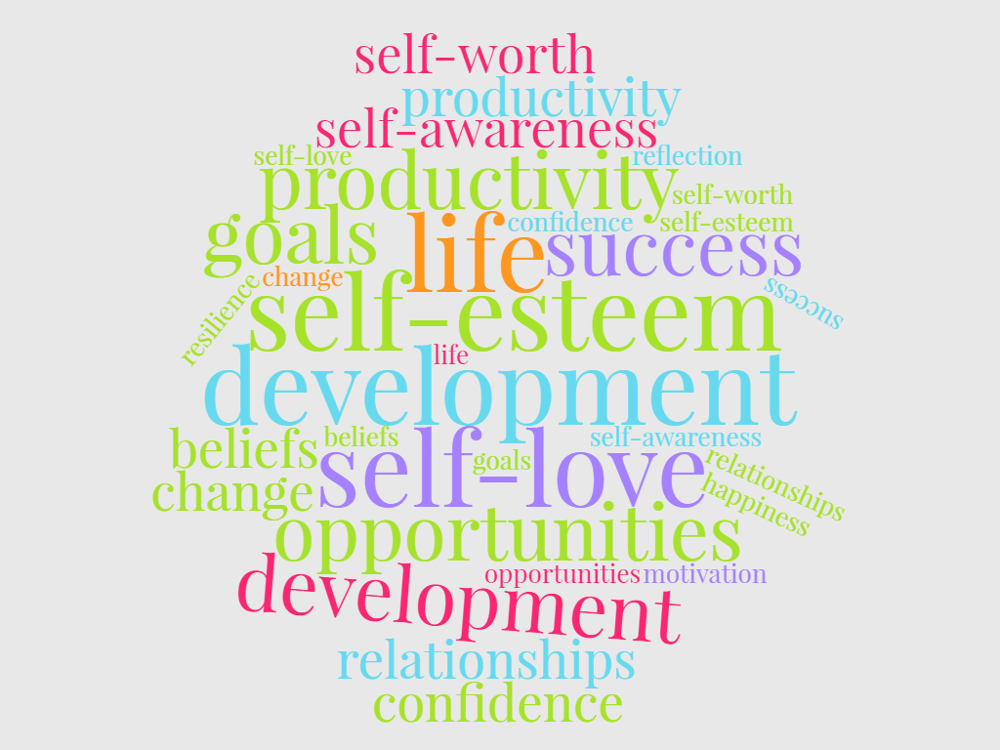 self-worth
productivity
self-awareness
self-love
reflection
productivity
self-worth
goals
life
confidence
self-esteem
success
change
resilience
self-esteem
success
life
development
beliefs
beliefs
self-awareness
self-love
goals
relationships
change
happiness
opportunities
development
opportunities
motivation
relationships
confidence